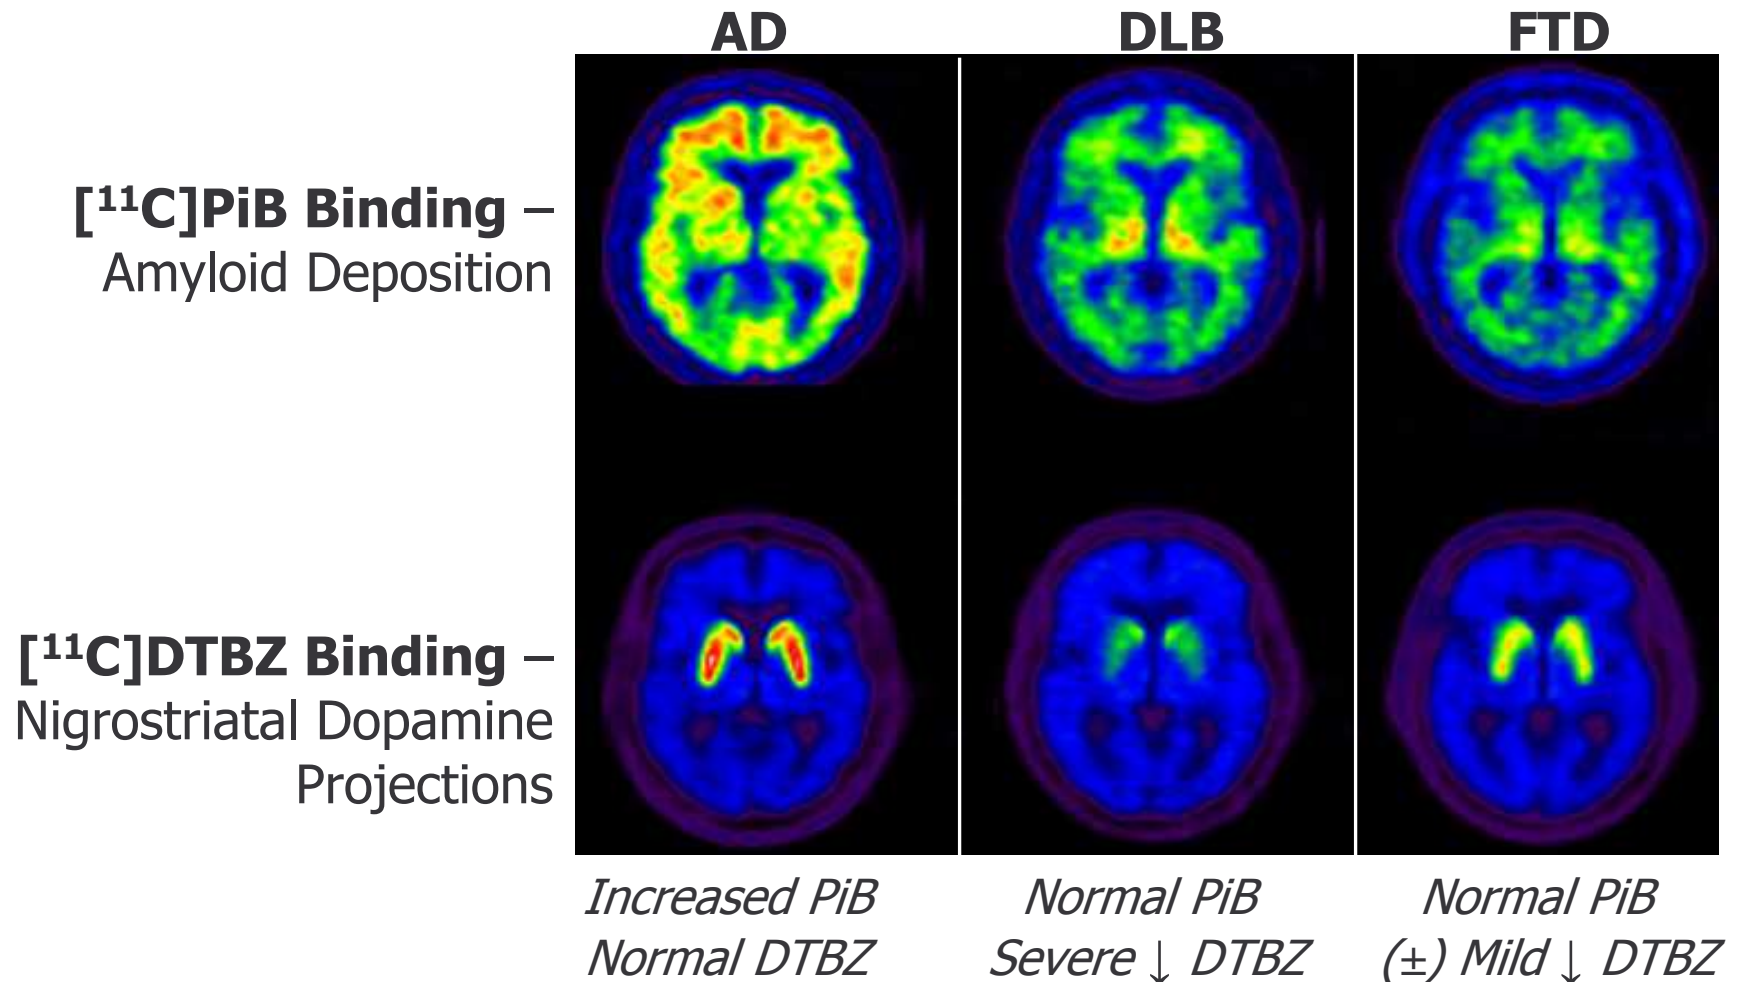 AD DLB FTD
[¹¹C]PiB Binding –
Amyloid Deposition
[¹¹C]DTBZ Binding –
Nigrostriatal Dopamine
Projections
Increased PiB
Normal DTBZ
Normal PiB
Severe ↓ DTBZ
Normal PiB
(±) Mild ↓ DTBZ